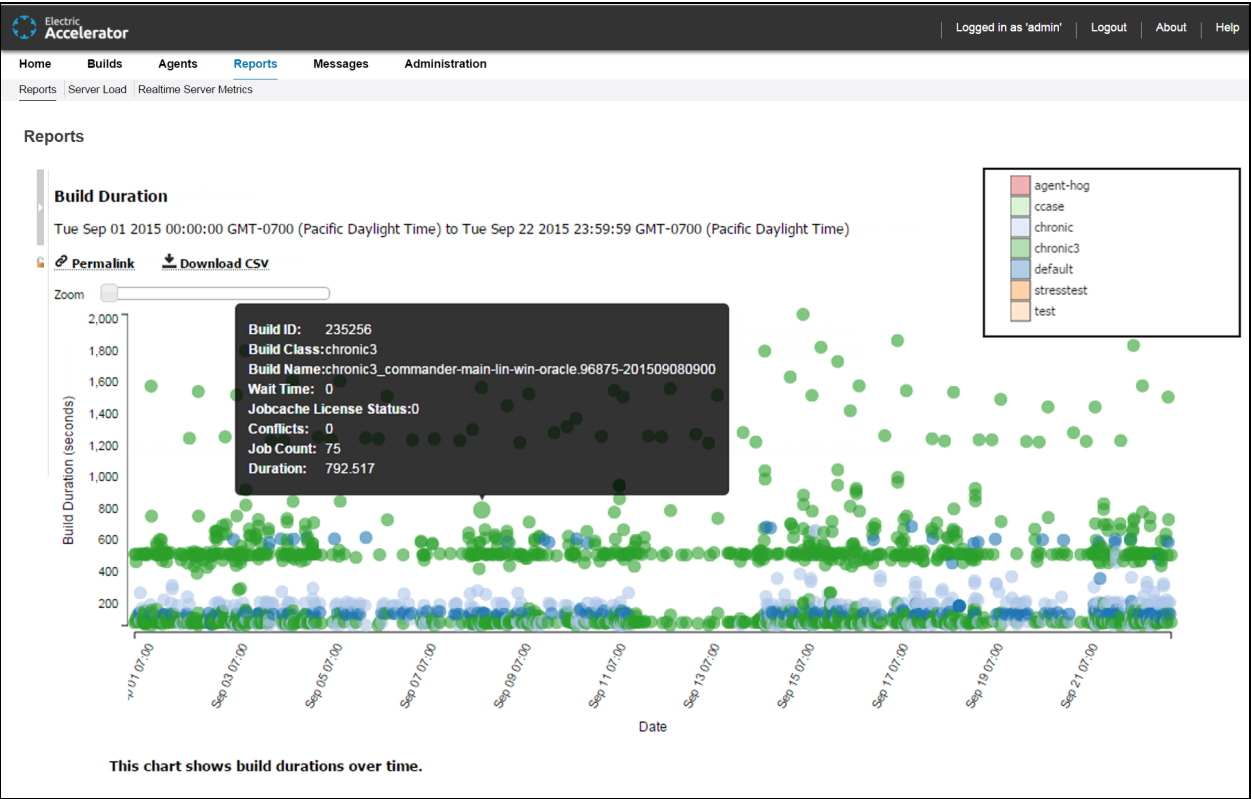 Electric
Accelerator
Logged in as 'admin' Logout About Help
Home Builds Agents Reports Messages Administration
Reports Server Load Realtime Server Metrics
Reports
Build Duration
Tue Sep 01 2015 00:00:00 GMT-0700 (Pacific Daylight Time) to Tue Sep 22 2015 23:59:59 GMT-0700 (Pacific Daylight Time)
Permalink Download CSV
Zoom
agent-hog
ccase
chronic
chronic3
default
stresstest
test
Build ID: 235256
Build Class:chronic3
Build Name:chronic3_commander-main-lin-win-oracle.96875-201509080900
Wait Time: 0
Jobcache License Status:0
Conflicts: 0
Job Count: 75
Duration: 792.517
Build Duration (seconds)
2,000
1,800
1,600
1,400
1,200
1,000
800
600
400
200
01 07:00
Sep 03 07:00
Sep 05 07:00
Sep 07 07:00
Sep 09 07:00
Sep 11 07:00
Sep 13 07:00
Sep 15 07:00
Sep 17 07:00
Sep 19 07:00
Sep 21 07:00
Date
This chart shows build durations over time.